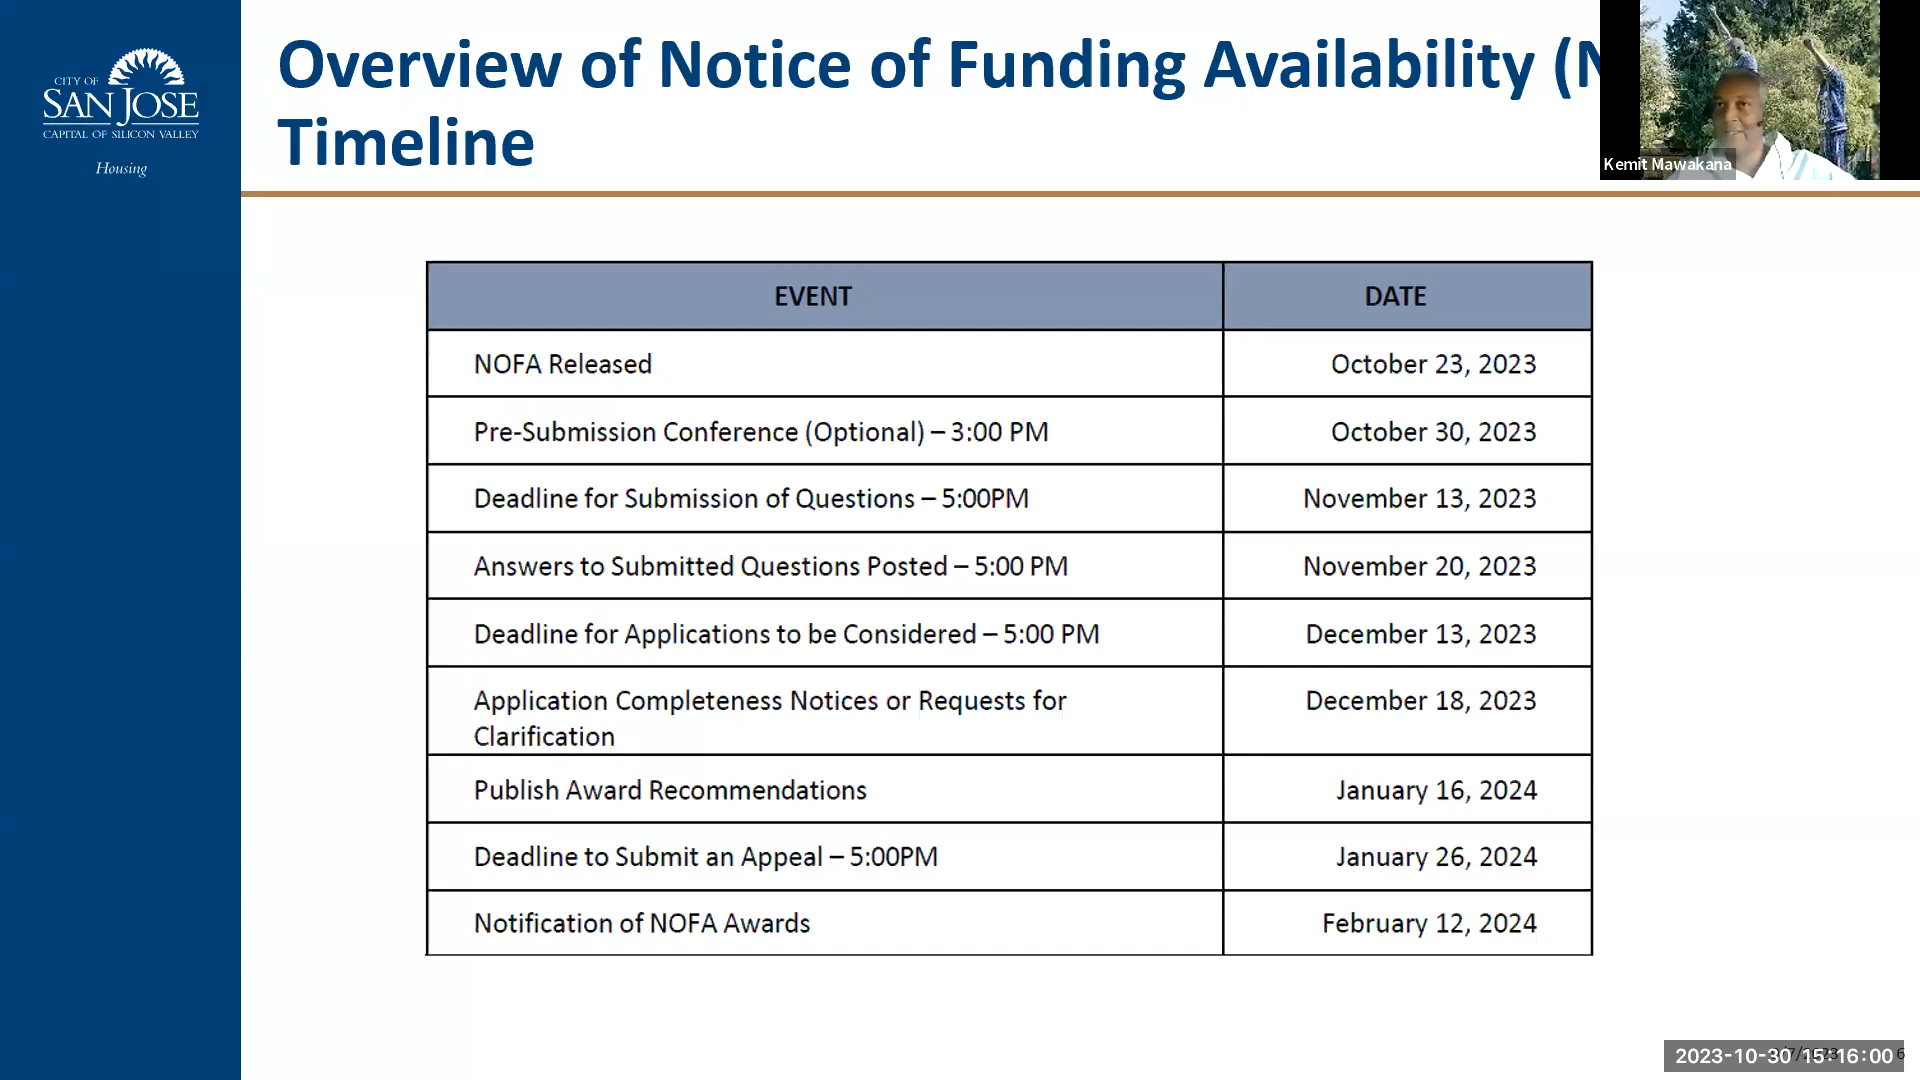 CITY OF
SAN JOSE
CAPITAL OF SILICON VALLEY
Housing
Overview of Notice of Funding Availability (N
Timeline
Kemit Mawakana
EVENT DATE
NOFA Released October 23, 2023
Pre-Submission Conference (Optional) – 3:00 PM October 30, 2023
Deadline for Submission of Questions – 5:00PM November 13, 2023
Answers to Submitted Questions Posted – 5:00 PM November 20, 2023
Deadline for Applications to be Considered – 5:00 PM December 13, 2023
Application Completeness Notices or Requests for December 18, 2023
Clarification
Publish Award Recommendations January 16, 2024
Deadline to Submit an Appeal – 5:00PM January 26, 2024
Notification of NOFA Awards February 12, 2024
2023-10-30 15:16:00
6